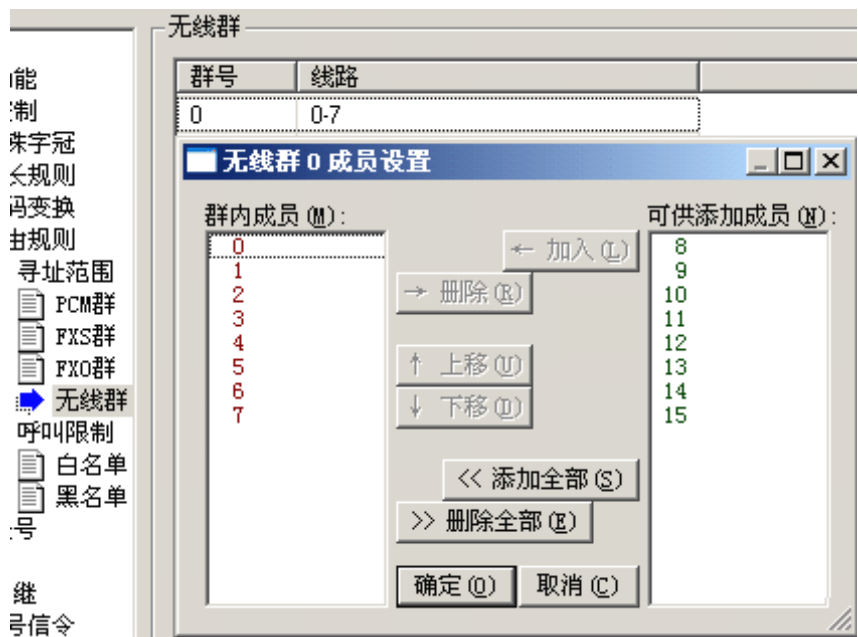 无线群
群号 线路
0 0-7
能
制
殊字冠
长规则
码变换
由规则
寻址范围
PCM群
FXS群
FXO群
无线群
呼叫限制
白名单
黑名单
号
继
号信令
无线群 0 成员设置
群内成员(M):
0
1
2
3
4
5
6
7
← 加入(L)
→ 删除(R)
↑ 上移(U)
↓ 下移(D)
<< 添加全部(S)
>> 删除全部(E)
确定(O) 取消(C)
可供添加成员(N):
8
9
10
11
12
13
14
15